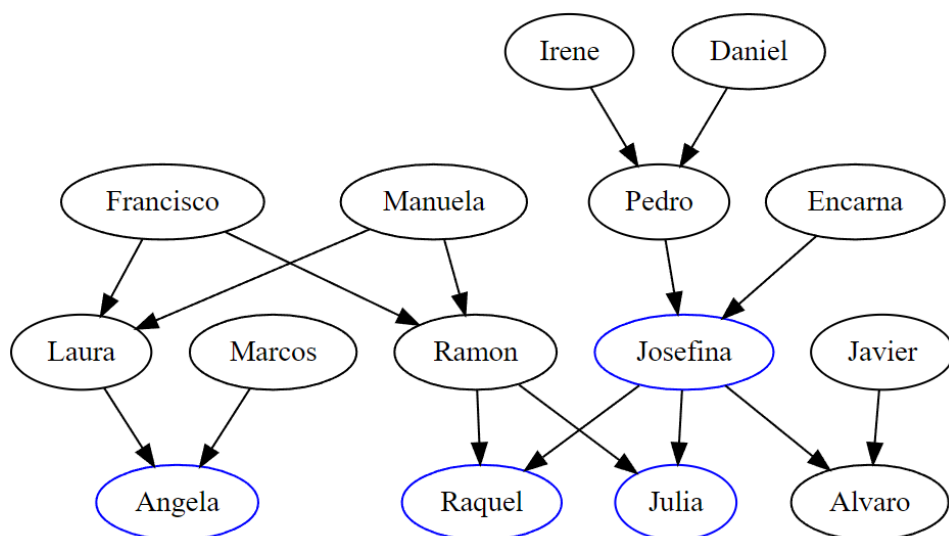 Irene
Daniel
Francisco
Manuela
Pedro
Encarna
Laura
Marcos
Ramon
Josefina
Javier
Angela
Raquel
Julia
Alvaro